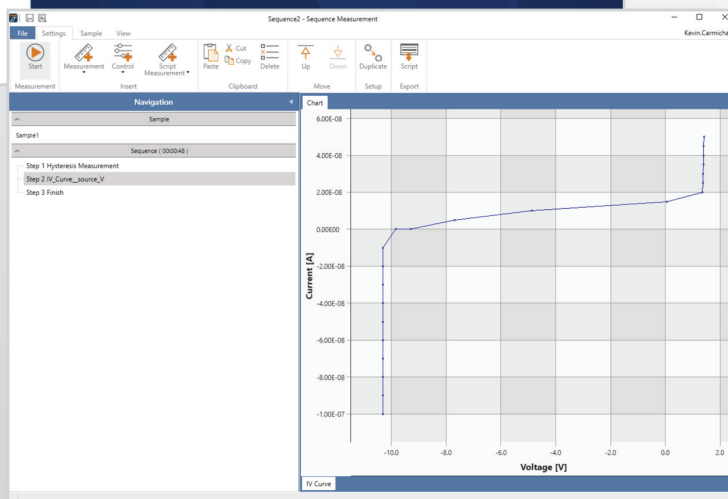 Sequence2 - Sequence Measurement
File Settings Sample View
Kevin.Carmicha
Start Measurement Control Script Measurement Paste Cut Copy Delete Up Down Duplicate Script
Measurement Insert Clipboard Move Setup Export
Navigation
Sample
Sample1
Sequence ( 00:00:48 )
Step 1 Hysteresis Measurement
Step 2 IV_Curve__source_V
Step 3 Finish
Chart
6.00E-08
4.00E-08
2.00E-08
0.00E00
-2.00E-08
-4.00E-08
-6.00E-08
-8.00E-08
-1.00E-07
Current [A]
-10.0 -8.0 -6.0 -4.0 -2.0 0.0 2.0
Voltage [V]
IV Curve